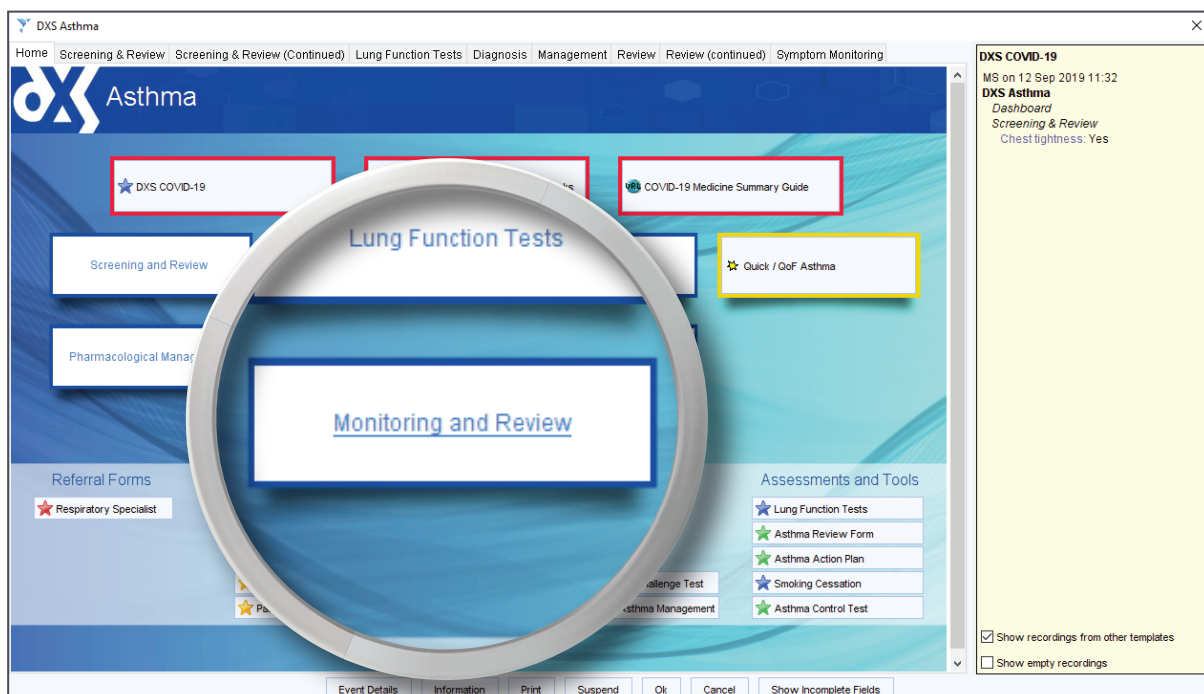 DXS Asthma
Home Screening & Review Screening & Review (Continued) Lung Function Tests Diagnosis Management Review Review (continued) Symptom Monitoring
dxs Asthma
DXS COVID-19
COVID-19 Medicine Summary Guide
Screening and Review
Lung Function Tests
Quick / QoF Asthma
Pharmacological
Monitoring and Review
Referral Forms
Respiratory Specialist
Assessments and Tools
Lung Function Tests
Asthma Review Form
Asthma Action Plan
Test
Smoking Cessation
Asthma Management
Asthma Control Test
DXS COVID-19
MS on 12 Sep 2019 11:32
DXS Asthma
Dashboard
Screening & Review
Chest tightness: Yes
Show recordings from other templates
Show empty recordings
Event Details Information Print Suspend Ok Cancel Show Incomplete Fields